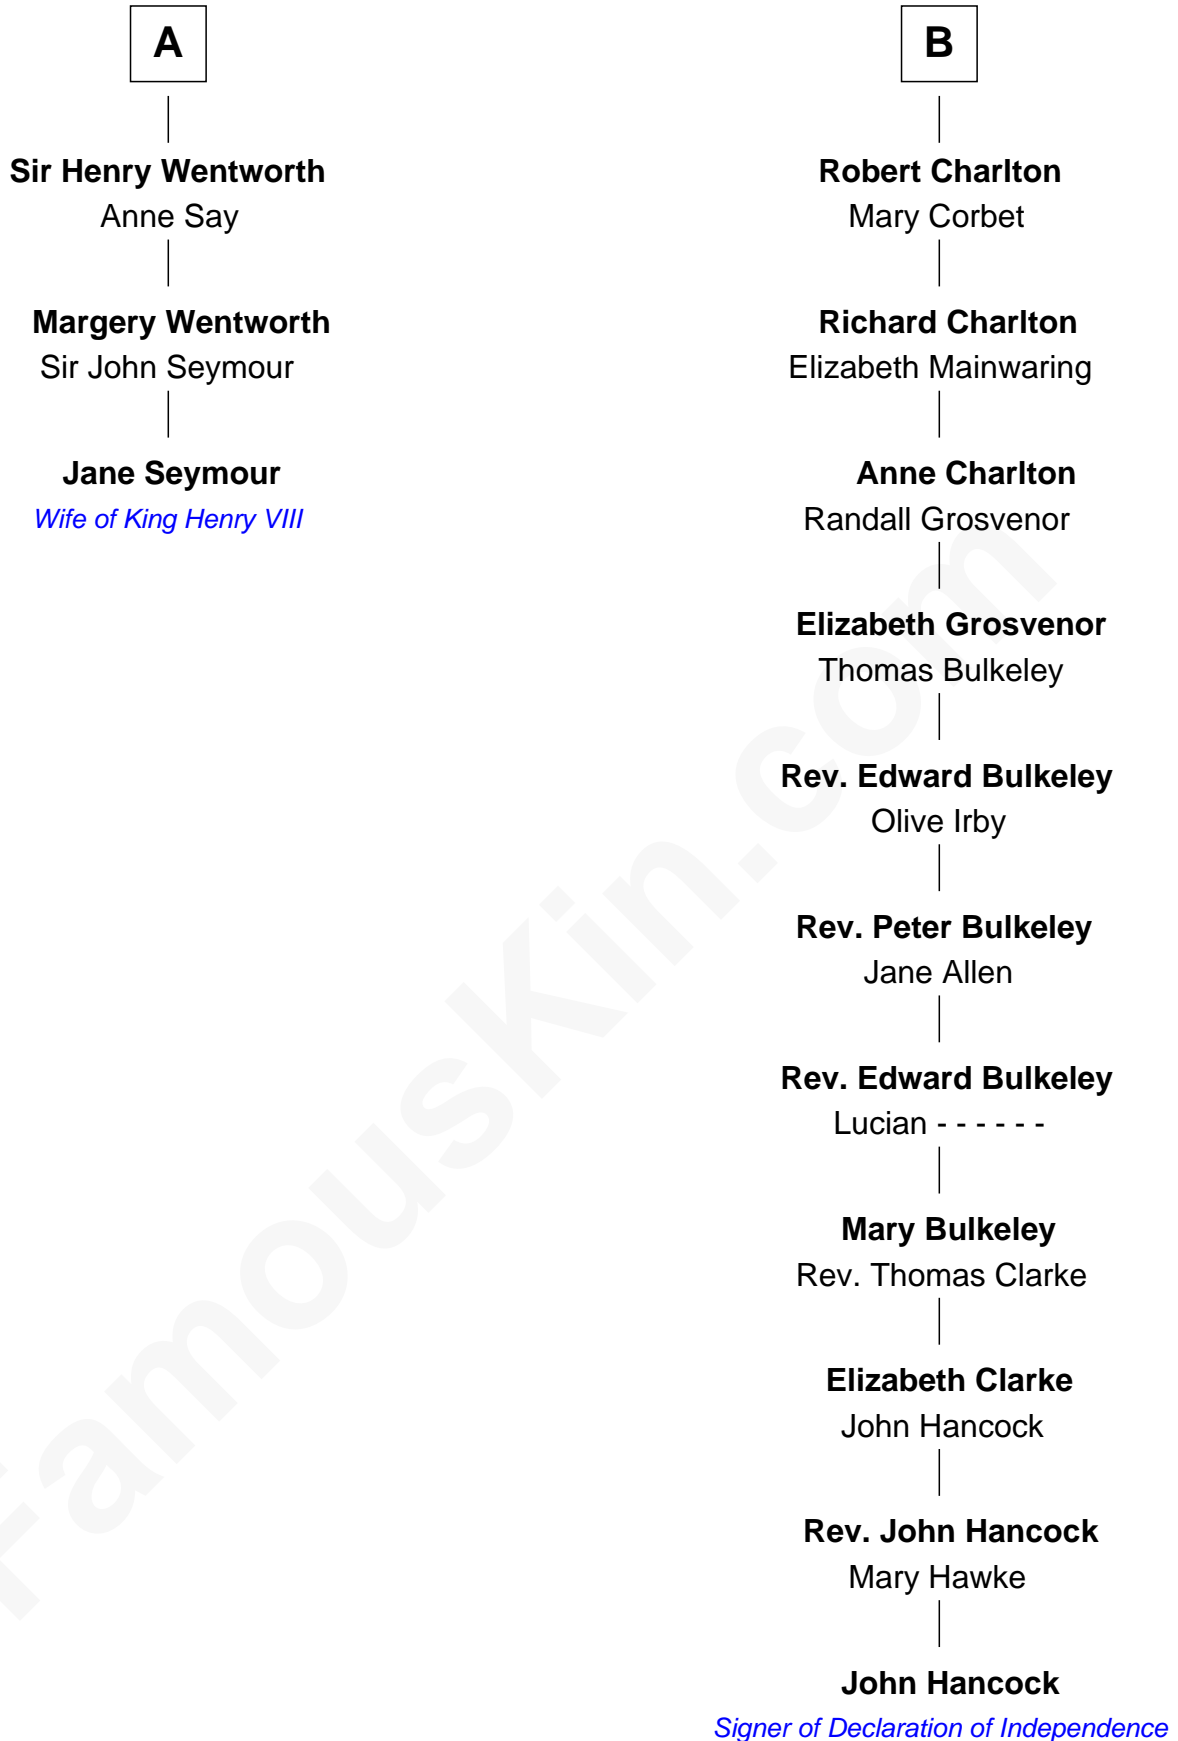 A
Sir Henry Wentworth
Anne Say
Margery Wentworth
Sir John Seymour
Jane Seymour
Wife of King Henry VIII
B
Robert Charlton
Mary Corbet
Richard Charlton
Elizabeth Mainwaring
Anne Charlton
Randall Grosvenor
Elizabeth Grosvenor
Thomas Bulkeley
Rev. Edward Bulkeley
Olive Irby
Rev. Peter Bulkeley
Jane Allen
Rev. Edward Bulkeley
Lucian - - - - - -
Mary Bulkeley
Rev. Thomas Clarke
Elizabeth Clarke
John Hancock
Rev. John Hancock
Mary Hawke
John Hancock
Signer of Declaration of Independence
FamousKin.com